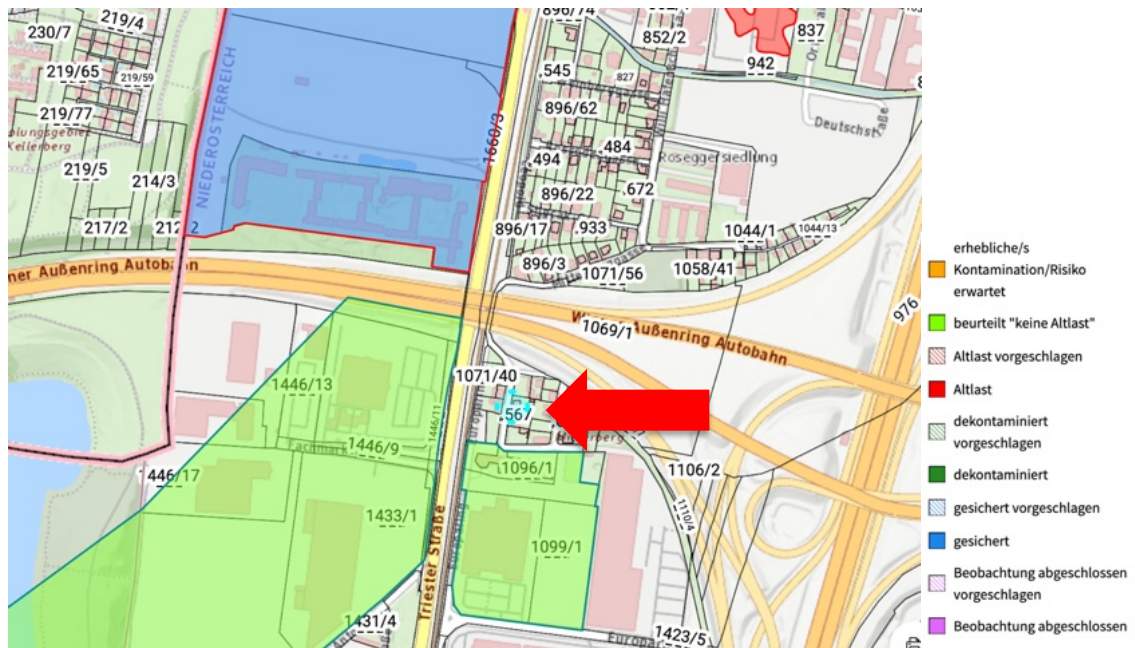 219/4
230/7
219/65
219/59
219/77
Kellerberg
219/5
214/3
217/2
212
2
NIEDERÖSTERREICH
1660/3
896/74
852/2
837
942
.545
.827
896/62
Deutschstraße
.484
.494
Roseggersiedlung
.672
896/22
.933
896/17
1044/1
1044/13
896/3
1071/56
1058/41
ner Außenring Autobahn
1069/1
Außenring Autobahn
976
1071/40
1446/13
1446/11
.567
1446/9
446/17
1096/1
1106/2
1110/4
1433/1
1099/1
Triester Straße
1431/4
Europa
1423/5
erhebliche/s
Kontamination/Risiko
erwartet
beurteilt "keine Altlast"
Altlast vorgeschlagen
Altlast
dekontaminiert
vorgeschlagen
dekontaminiert
gesichert vorgeschlagen
gesichert
Beobachtung abgeschlossen
vorgeschlagen
Beobachtung abgeschlossen